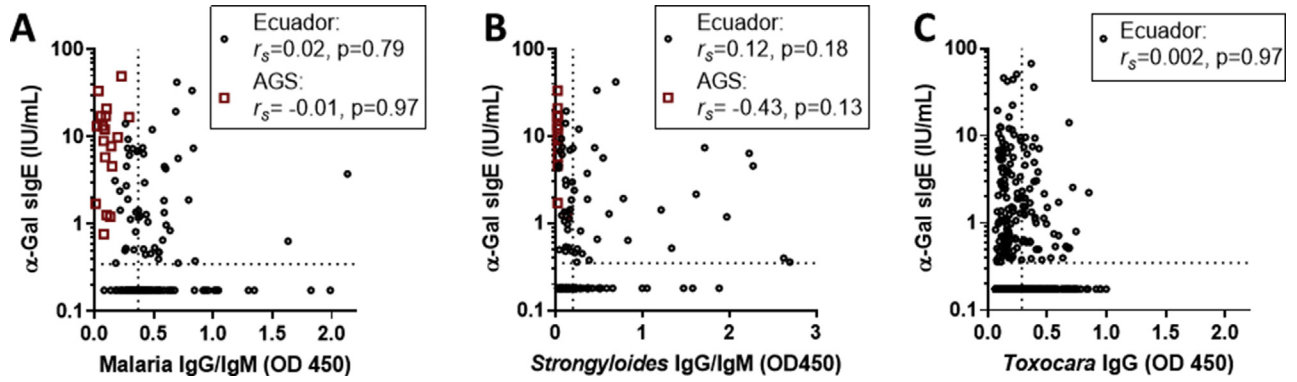 A
Ecuador:
rs=0.02, p=0.79
AGS:
rs= -0.01, p=0.97
α-Gal sIgE (IU/mL)
100
10
1
0.1
0.0 0.5 1.0 1.5 2.0
Malaria IgG/IgM (OD 450)
B
Ecuador:
rs=0.12, p=0.18
AGS:
rs= -0.43, p=0.13
α-Gal sIgE (IU/mL)
100
10
1
0.1
0 1 2 3
Strongyloides IgG/IgM (OD450)
C
Ecuador:
rs=0.002, p=0.97
α-Gal sIgE (IU/mL)
100
10
1
0.1
0.0 0.5 1.0 1.5 2.0
Toxocara IgG (OD 450)